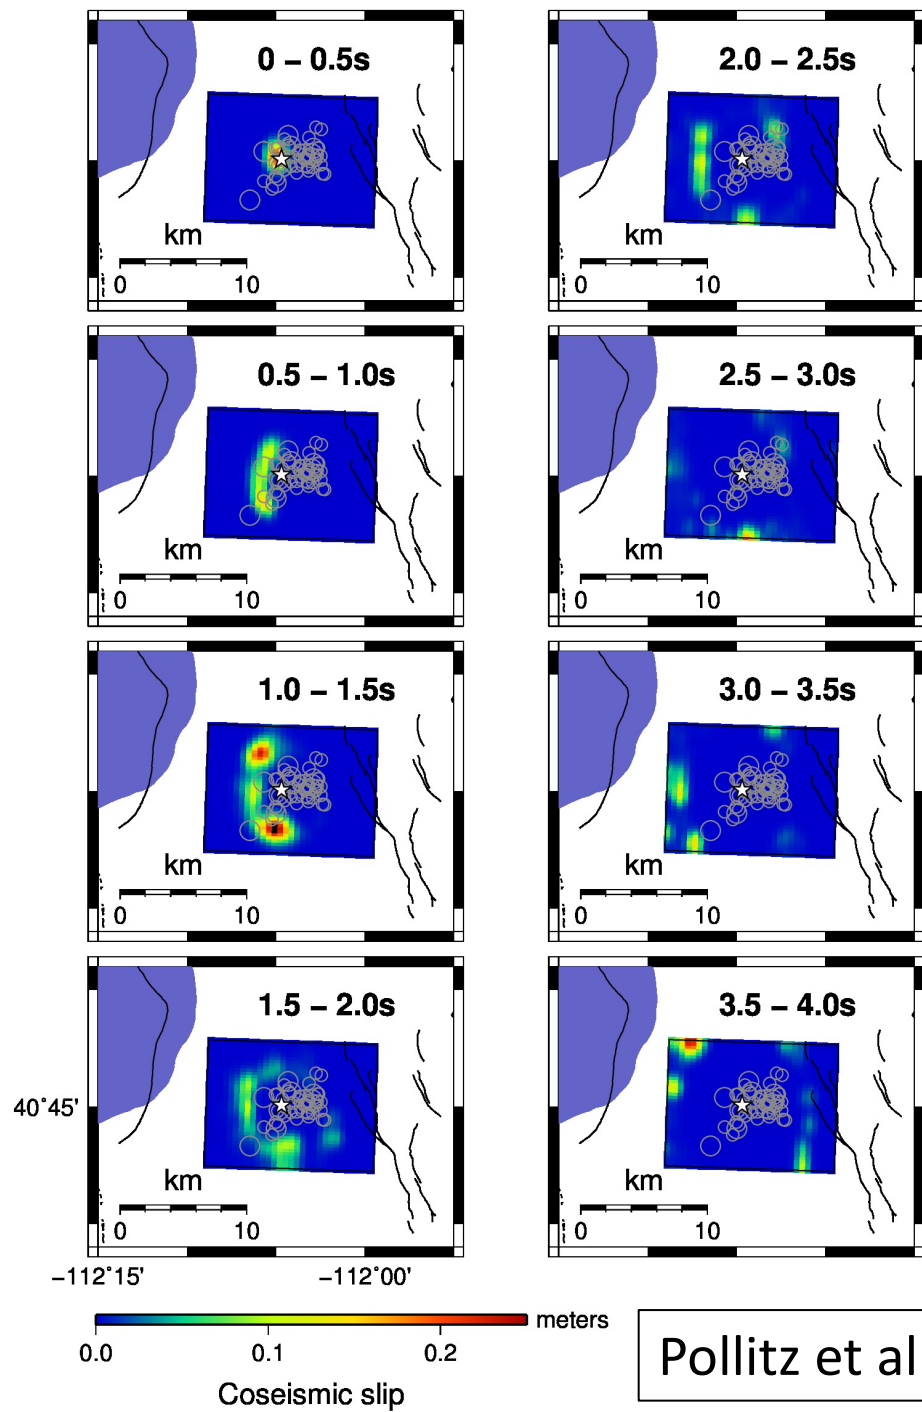 0 – 0.5s
km
0 10
2.0 – 2.5s
km
0 10
0.5 – 1.0s
km
0 10
2.5 – 3.0s
km
0 10
1.0 – 1.5s
km
0 10
3.0 – 3.5s
km
0 10
1.5 – 2.0s
40˚45'
km
0 10
−112˚15' −112˚00'
3.5 – 4.0s
km
0 10
meters
0.0 0.1 0.2
Coseismic slip
Pollitz et al